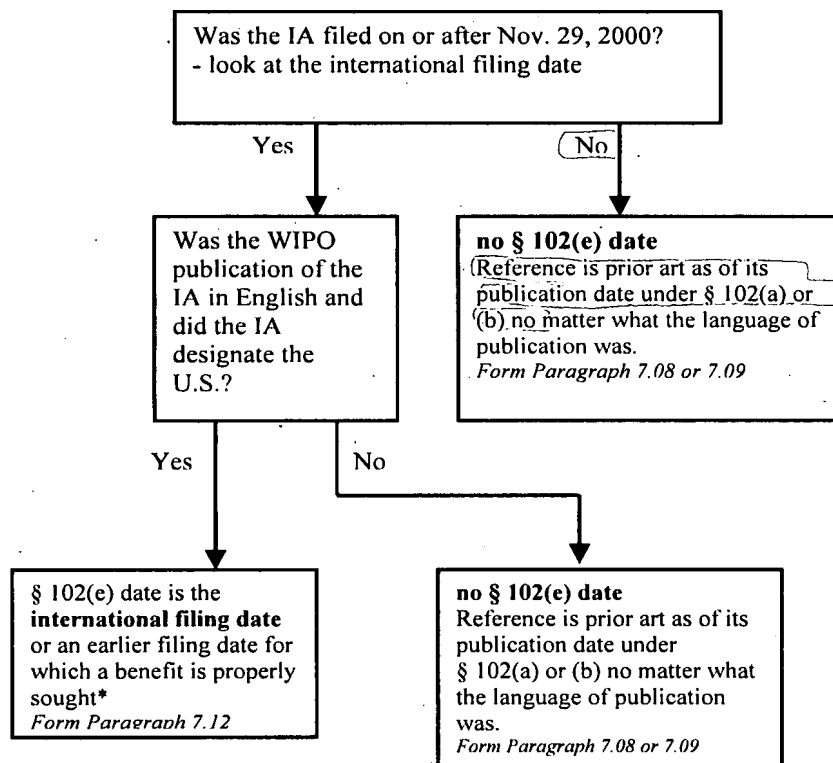 Was the IA filed on or after Nov. 29, 2000?
- look at the international filing date
Yes
No
Was the WIPO
publication of the
IA in English and
did the IA
designate the
U.S.?
no § 102(e) date
Reference is prior art as of its
publication date under § 102(a) or
(b) no matter what the language of
publication was.
Form Paragraph 7.08 or 7.09
Yes
No
§ 102(e) date is the
international filing date
or an earlier filing date for
which a benefit is properly
sought*
Form Paragraph 7.12
no § 102(e) date
Reference is prior art as of its
publication date under
§ 102(a) or (b) no matter what
the language of publication
was.
Form Paragraph 7.08 or 7.09